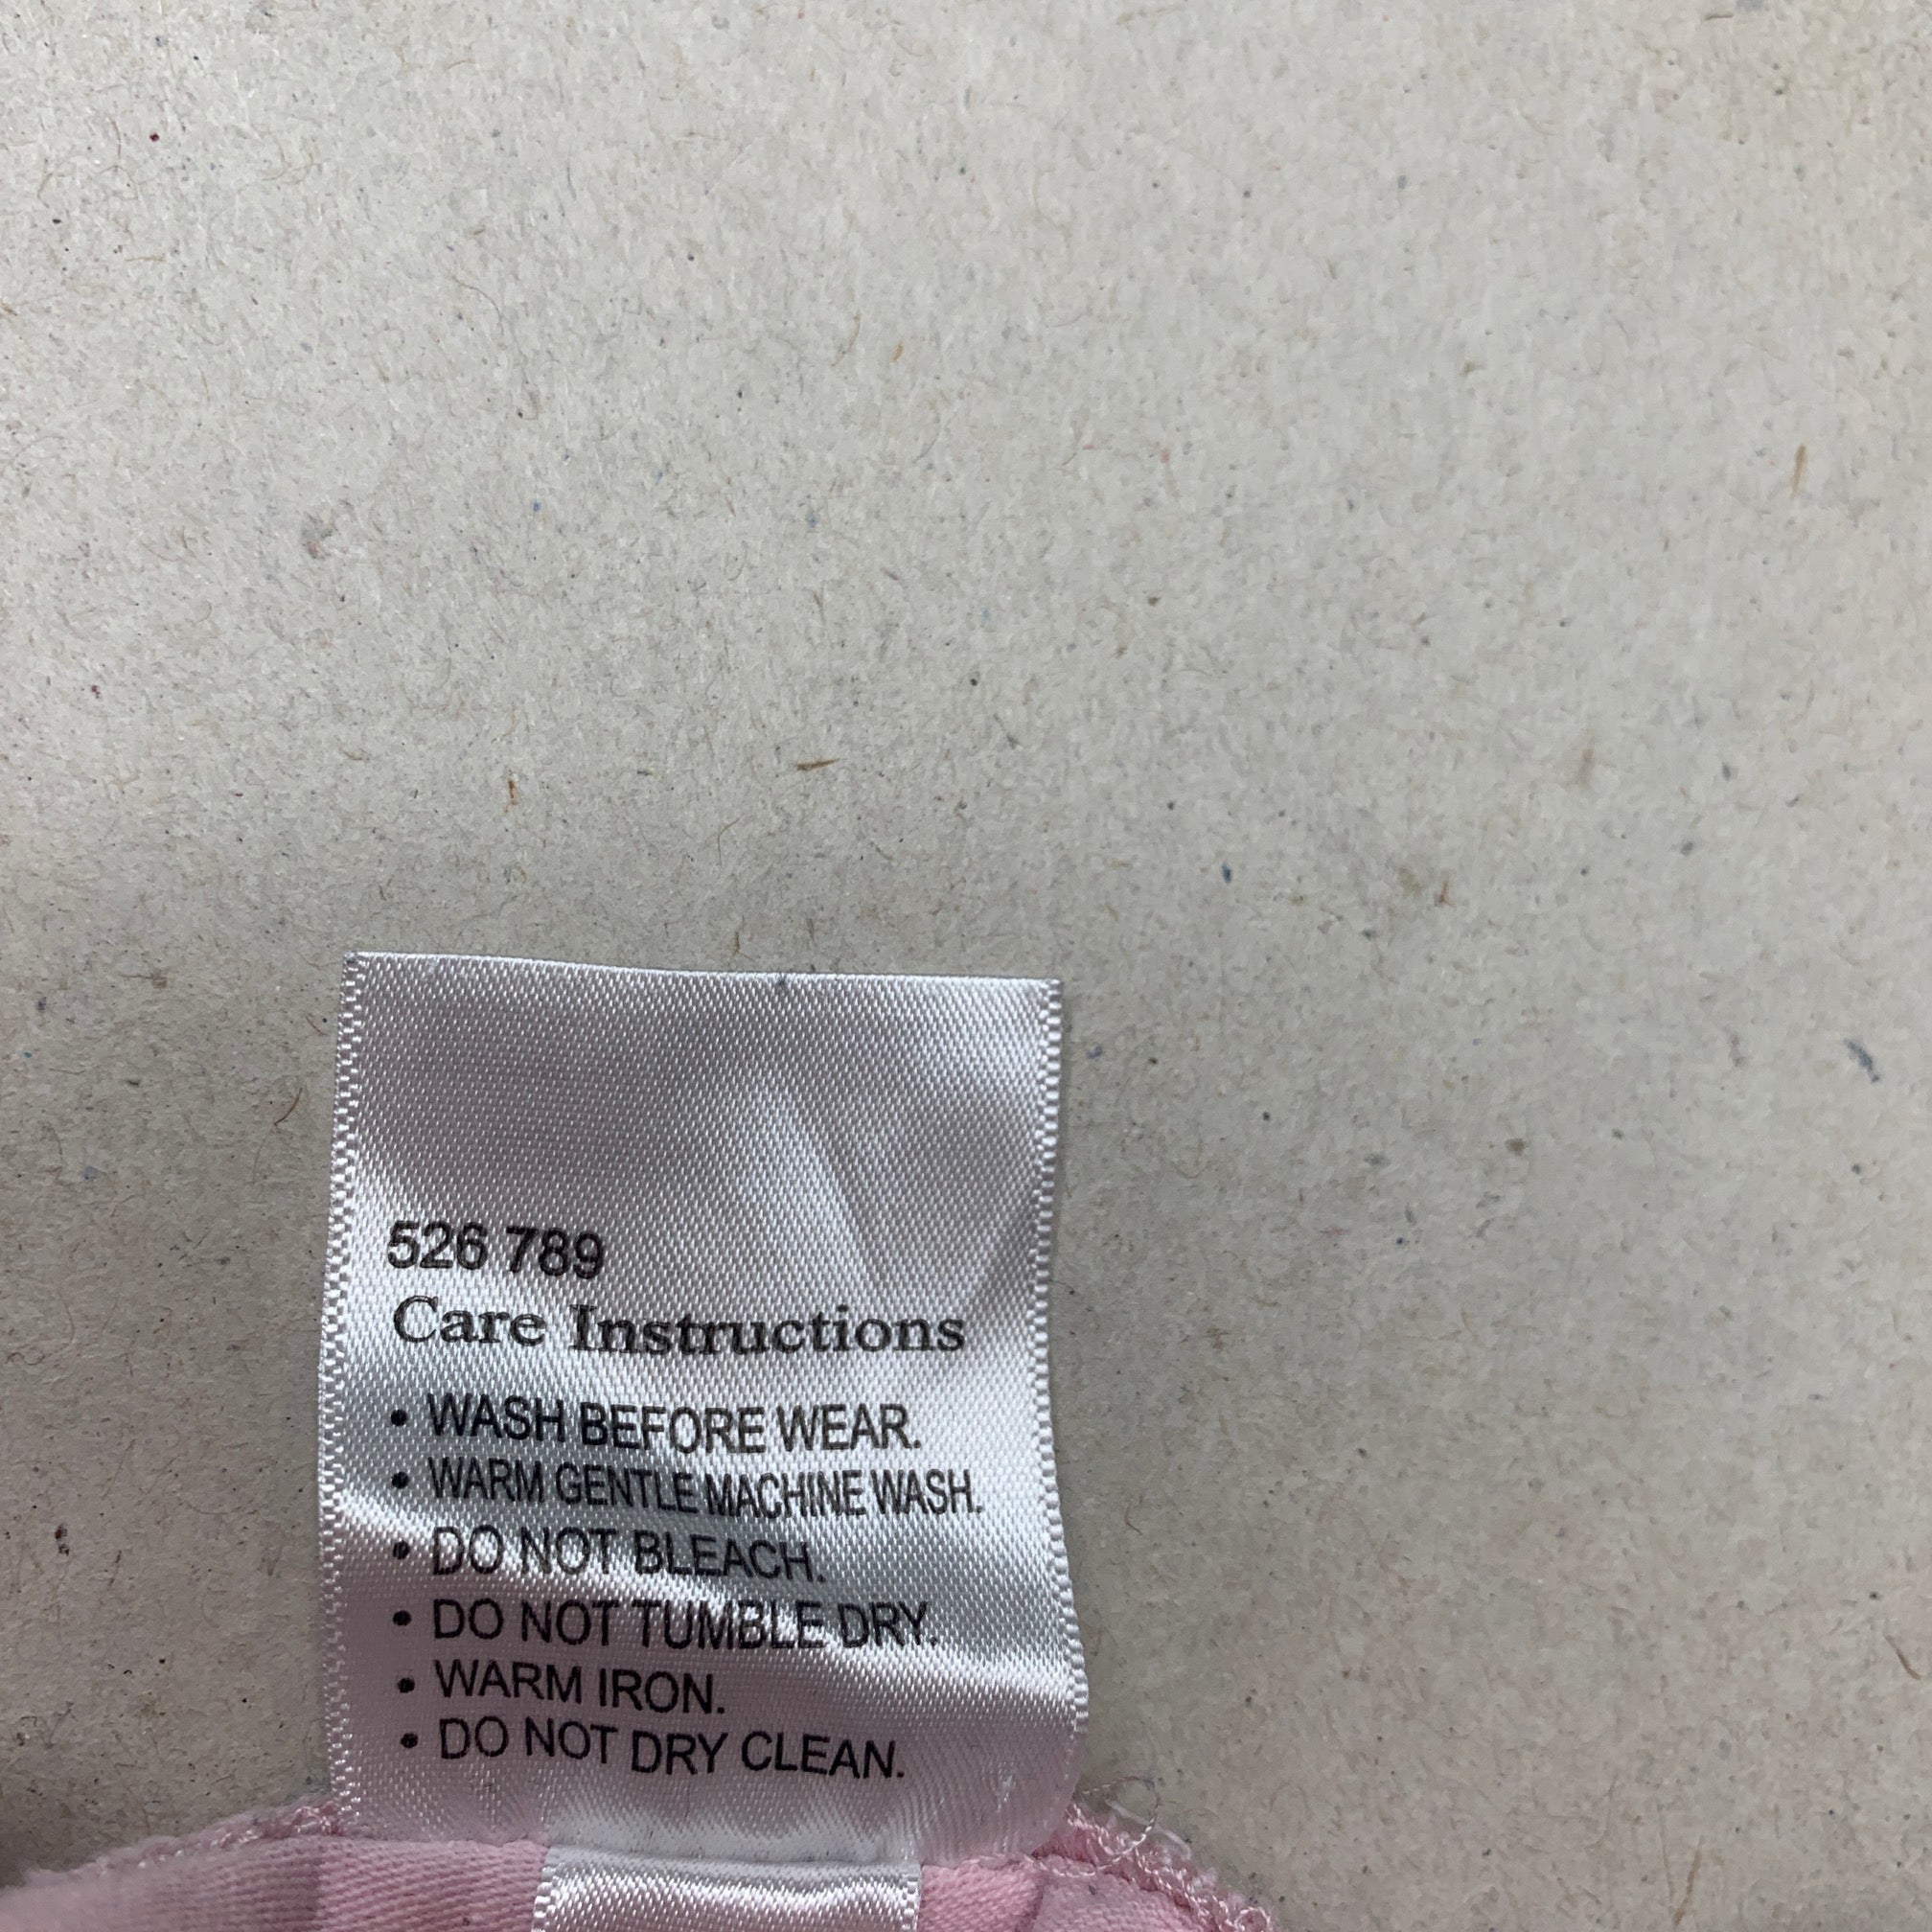 526 789
Care Instructions
• WASH BEFORE WEAR.
• WARM GENTLE MACHINE WASH.
• DO NOT BLEACH.
• DO NOT TUMBLE DRY.
• WARM IRON.
• DO NOT DRY CLEAN.